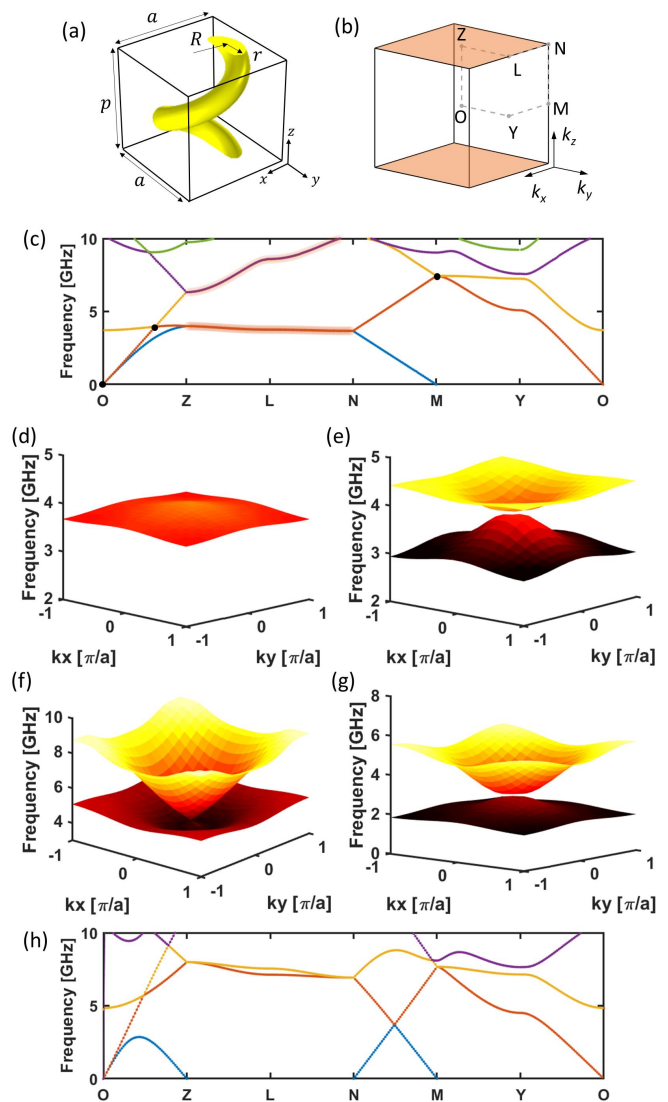 (a)
a
R
r
p
a
z
x
y
(b)
Z
N
L
O
M
Y
k_z
k_x
k_y
(c)
Frequency [GHz]
10
5
0
O Z L N M Y O
(d)
Frequency [GHz]
5
4
3
2
-1
0
1
-1
0
1
kx [π/a]
ky [π/a]
(e)
Frequency [GHz]
5
4
3
2
-1
0
1
-1
0
1
kx [π/a]
ky [π/a]
(f)
Frequency [GHz]
10
8
6
4
-1
0
1
-1
0
1
kx [π/a]
ky [π/a]
(g)
Frequency [GHz]
8
6
4
2
0
-1
0
1
-1
0
1
kx [π/a]
ky [π/a]
(h)
Frequency [GHz]
10
5
0
O Z L N M Y O